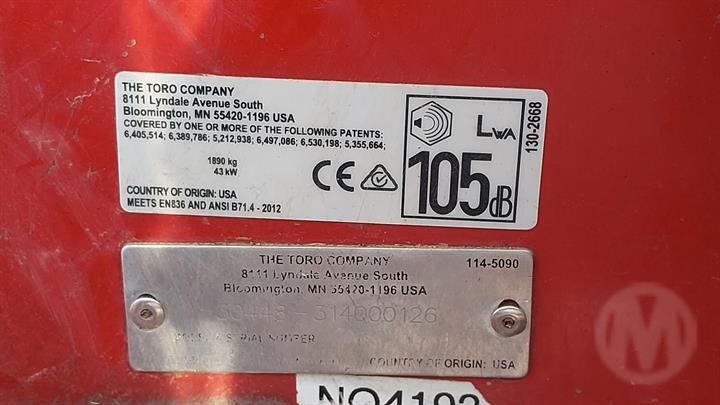 THE TORO COMPANY
8111 Lyndale Avenue South
Bloomington, MN 55420-1196 USA
COVERED BY ONE OR MORE OF THE FOLLOWING PATENTS:
6,405,514; 6,389,786; 5,212,938; 6,497,086; 6,530,198; 5,355,664;
1890 kg
43 kW
COUNTRY OF ORIGIN: USA
MEETS EN836 AND ANSI B71.4 - 2012
CE
LWA
105dB
130-2668
THE TORO COMPANY
114-5090
8111 Lyndale Avenue South
Bloomington, MN 55420-1196 USA
314000126
COUNTRY OF ORIGIN: USA
M